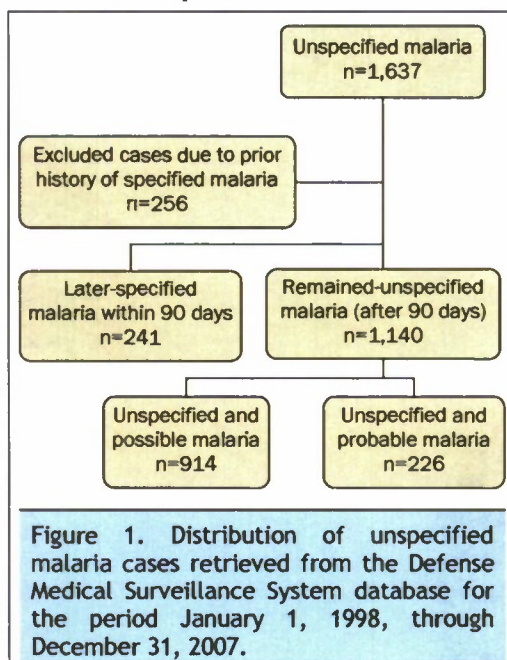 Unspecified malaria
n=1,637
Excluded cases due to prior
history of specified malaria
n=256
Later-specified
malaria within 90 days
n=241
Remained-unspecified
malaria (after 90 days)
n=1,140
Unspecified and
possible malaria
n=914
Unspecified and
probable malaria
n=226
Figure 1. Distribution of unspecified
malaria cases retrieved from the Defense
Medical Surveillance System database for
the period January 1, 1998, through
December 31, 2007.